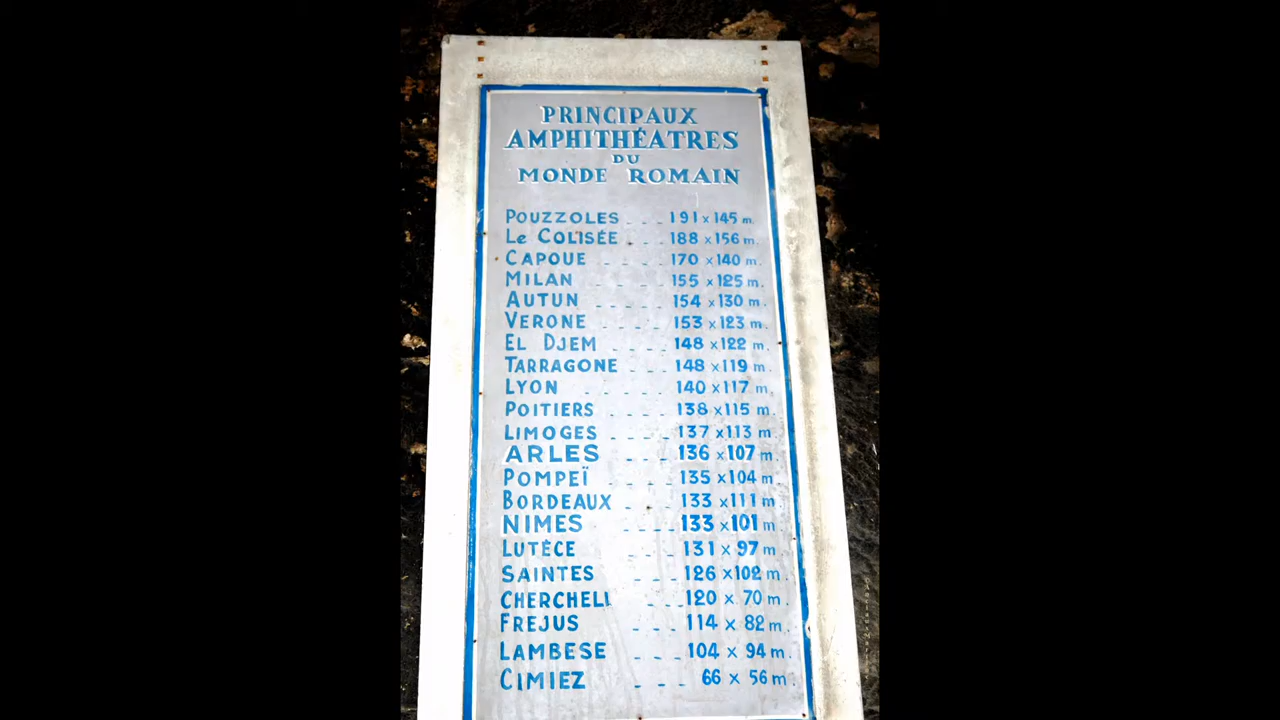 PRINCIPAUX
AMPHITHÉATRES
DU
MONDE ROMAIN
POUZZOLES _ _ _ 191 x 145 m.
Le COLISÉE _ _ _ 188 x 156 m.
CAPOUE _ _ _ _ 170 x 140 m.
MILAN _ _ _ _ 155 x 125 m.
AUTUN _ _ _ _ _ 154 x 130 m.
VERONE _ _ _ _ 153 x 123 m.
EL DJEM _ _ _ _ 148 x 122 m.
TARRAGONE _ _ _ 148 x 119 m.
LYON _ _ _ _ _ 140 x 117 m.
POITIERS _ _ _ _ 138 x 115 m.
LIMOGES _ _ _ _ _ 137 x 113 m
ARLES _ _ _ _ 136 x 107 m.
POMPEÏ _ _ _ _ _ 135 x 104 m.
BORDEAUX _ _ _ 133 x 111 m.
NIMES _ _ _ _ _ 133 x 101 m.
LUTÈCE _ _ _ 131 x 97 m.
SAINTES _ _ _ 126 x 102 m.
CHERCHELL _ _ _ 120 x 70 m.
FREJUS _ _ _ 114 x 82 m.
LAMBESE _ _ _ 104 x 94 m.
CIMIEZ _ _ _ 66 x 56 m.